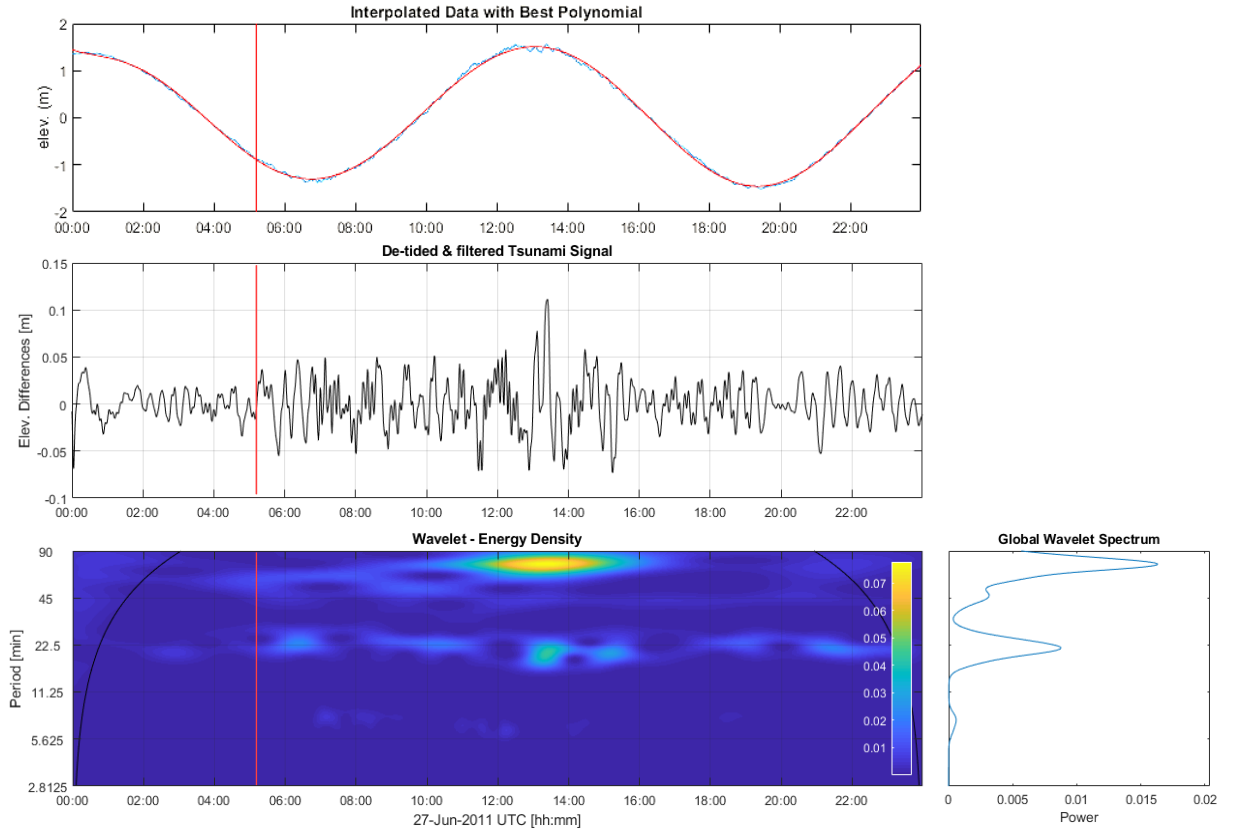 Interpolated Data with Best Polynomial
elev. (m)
2
1
0
-1
-2
00:00 02:00 04:00 06:00 08:00 10:00 12:00 14:00 16:00 18:00 20:00 22:00
De-tided & filtered Tsunami Signal
Elev. Differences [m]
0.15
0.1
0.05
0
-0.05
-0.1
00:00 02:00 04:00 06:00 08:00 10:00 12:00 14:00 16:00 18:00 20:00 22:00
Wavelet - Energy Density
Period [min]
90
45
22.5
11.25
5.625
2.8125
0.07
0.06
0.05
0.04
0.03
0.02
0.01
00:00 02:00 04:00 06:00 08:00 10:00 12:00 14:00 16:00 18:00 20:00 22:00
27-Jun-2011 UTC [hh:mm]
Global Wavelet Spectrum
0 0.005 0.01 0.015 0.02
Power